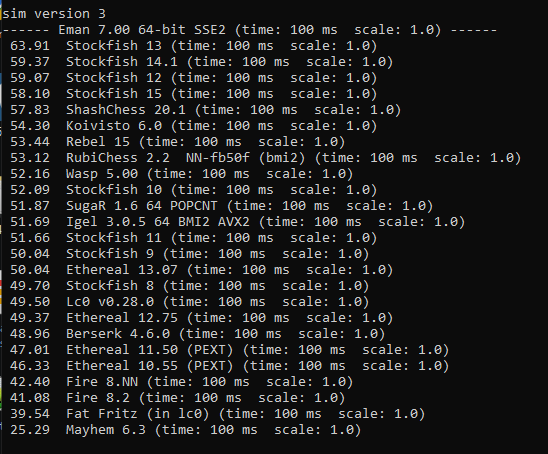 sim version 3
------ Eman 7.00 64-bit SSE2 (time: 100 ms  scale: 1.0) ------
63.91  Stockfish 13 (time: 100 ms  scale: 1.0)
59.37  Stockfish 14.1 (time: 100 ms  scale: 1.0)
59.07  Stockfish 12 (time: 100 ms  scale: 1.0)
58.10  Stockfish 15 (time: 100 ms  scale: 1.0)
57.83  ShashChess 20.1 (time: 100 ms  scale: 1.0)
54.30  Koivisto 6.0 (time: 100 ms  scale: 1.0)
53.44  Rebel 15 (time: 100 ms  scale: 1.0)
53.12  RubiChess 2.2  NN-fb50f (bmi2) (time: 100 ms  scale: 1.0)
52.16  Wasp 5.00 (time: 100 ms  scale: 1.0)
52.09  Stockfish 10 (time: 100 ms  scale: 1.0)
51.87  SugaR 1.6 64 POPCNT (time: 100 ms  scale: 1.0)
51.69  Igel 3.0.5 64 BMI2 AVX2 (time: 100 ms  scale: 1.0)
51.66  Stockfish 11 (time: 100 ms  scale: 1.0)
50.04  Stockfish 9 (time: 100 ms  scale: 1.0)
50.04  Ethereal 13.07 (time: 100 ms  scale: 1.0)
49.70  Stockfish 8 (time: 100 ms  scale: 1.0)
49.50  Lc0 v0.28.0 (time: 100 ms  scale: 1.0)
49.37  Ethereal 12.75 (time: 100 ms  scale: 1.0)
48.96  Berserk 4.6.0 (time: 100 ms  scale: 1.0)
47.01  Ethereal 11.50 (PEXT) (time: 100 ms  scale: 1.0)
46.33  Ethereal 10.55 (PEXT) (time: 100 ms  scale: 1.0)
42.40  Fire 8.NN (time: 100 ms  scale: 1.0)
41.08  Fire 8.2 (time: 100 ms  scale: 1.0)
39.54  Fat Fritz (in lc0) (time: 100 ms  scale: 1.0)
25.29  Mayhem 6.3 (time: 100 ms  scale: 1.0)